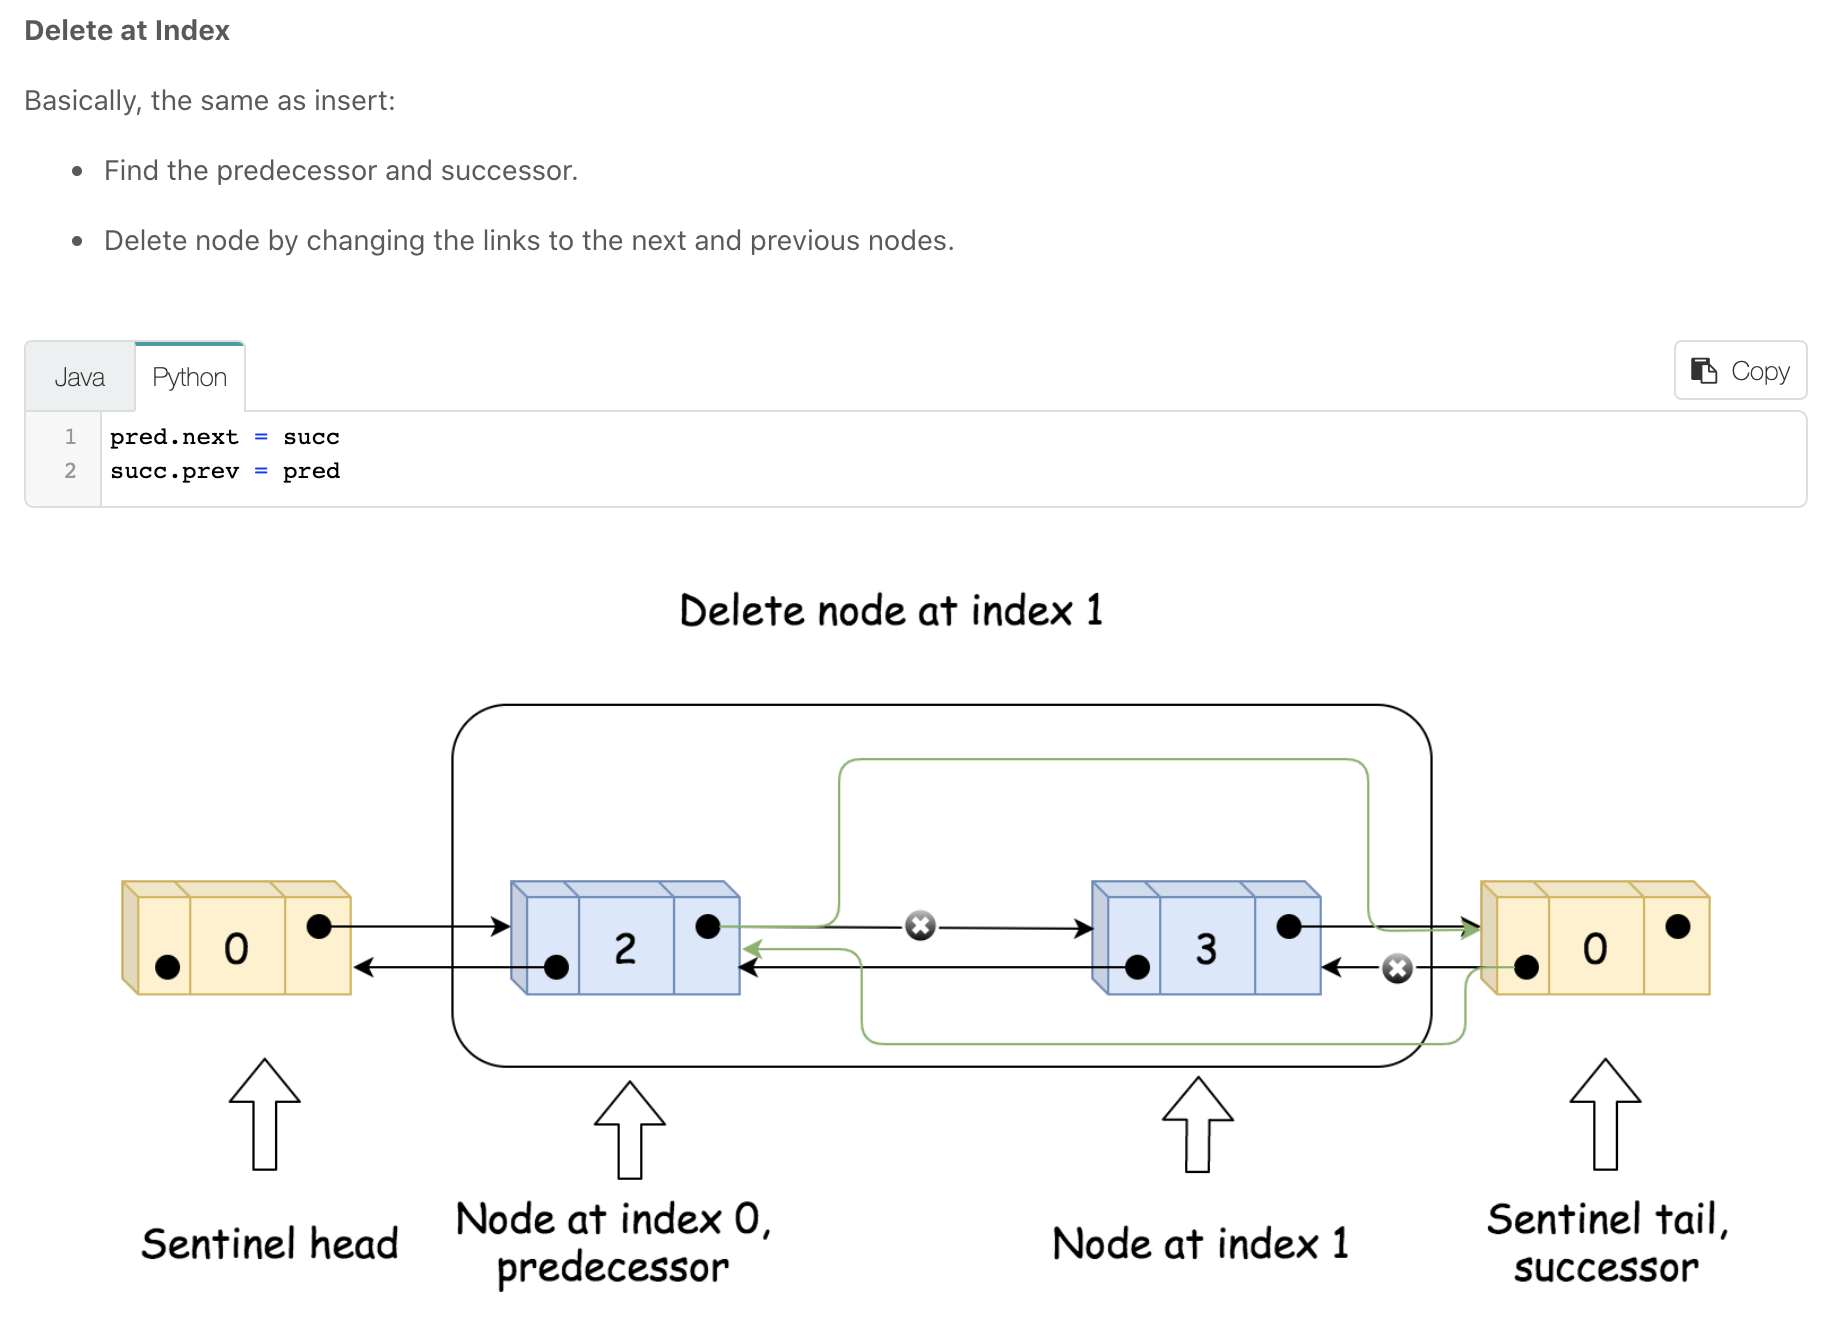 Delete at Index
Basically, the same as insert:
• Find the predecessor and successor.
• Delete node by changing the links to the next and previous nodes.
Java Python Copy
1 pred.next = succ
2 succ.prev = pred
Delete node at index 1
0 2 3 0
Sentinel head
Node at index 0,
predecessor
Node at index 1
Sentinel tail,
successor